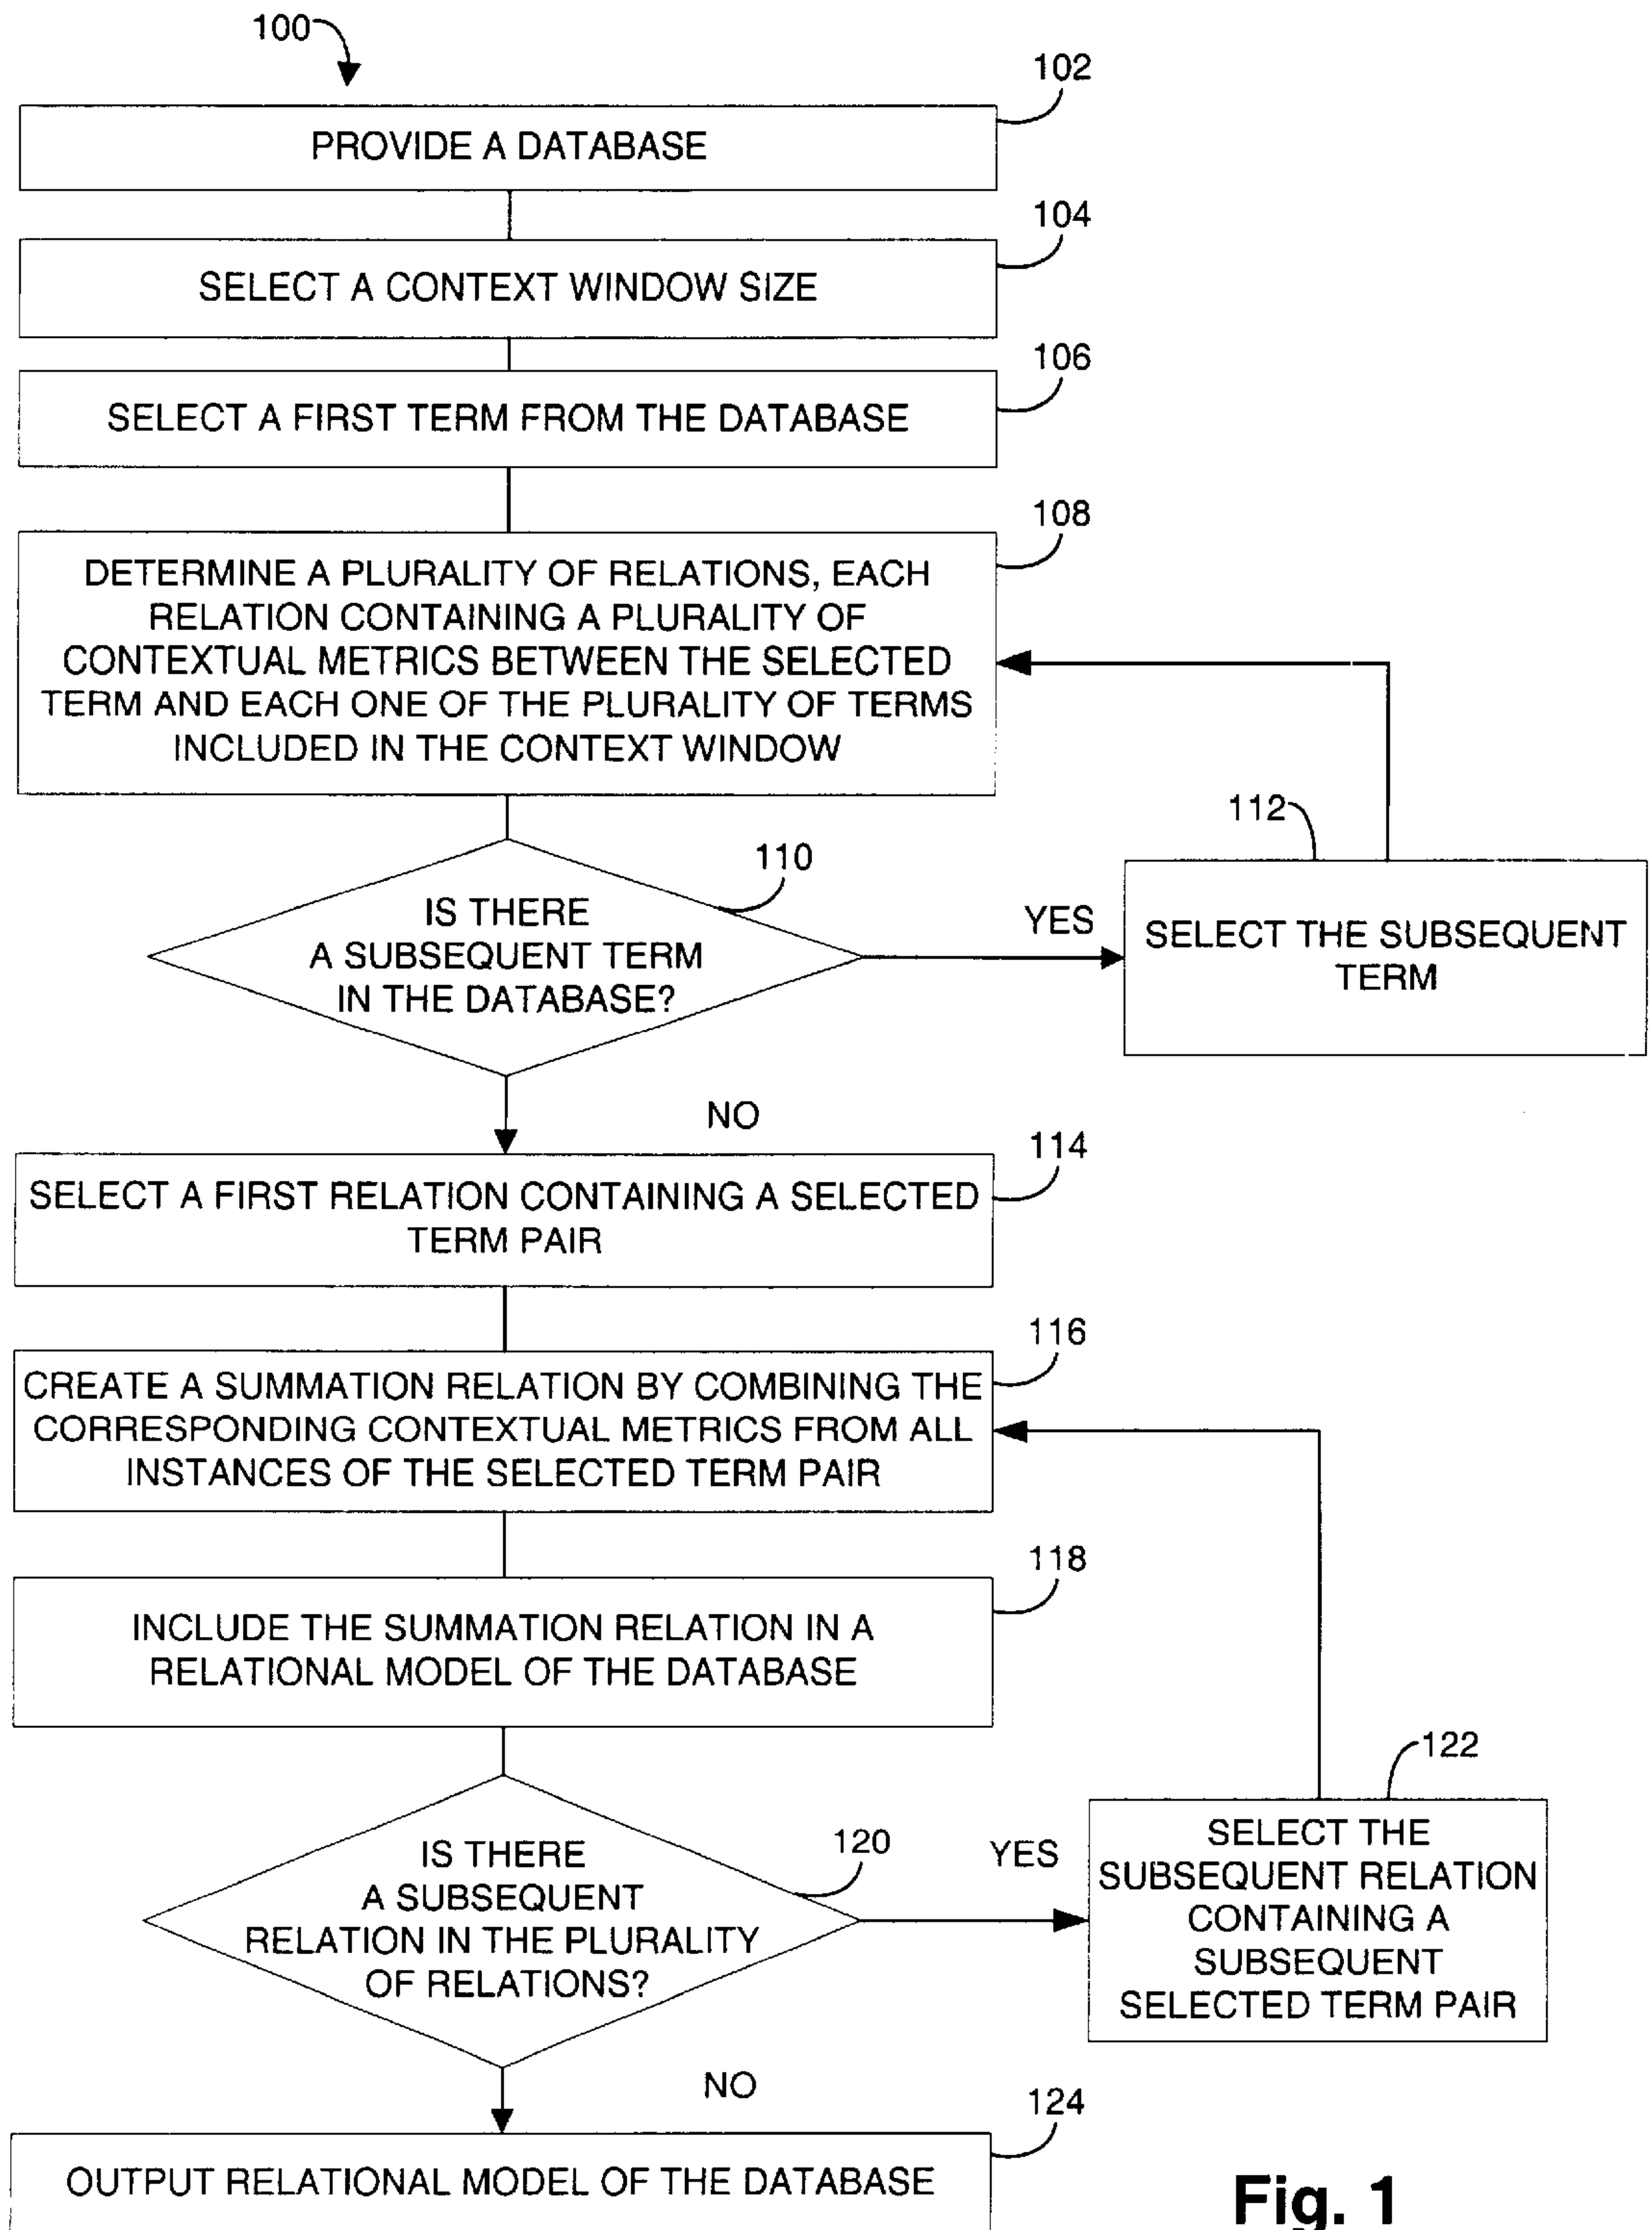 100
102
PROVIDE A DATABASE
104
SELECT A CONTEXT WINDOW SIZE
106
SELECT A FIRST TERM FROM THE DATABASE
108
DETERMINE A PLURALITY OF RELATIONS, EACH
RELATION CONTAINING A PLURALITY OF
CONTEXTUAL METRICS BETWEEN THE SELECTED
TERM AND EACH ONE OF THE PLURALITY OF TERMS
INCLUDED IN THE CONTEXT WINDOW
110
IS THERE
A SUBSEQUENT TERM
IN THE DATABASE?
YES
112
SELECT THE SUBSEQUENT
TERM
NO
114
SELECT A FIRST RELATION CONTAINING A SELECTED
TERM PAIR
116
CREATE A SUMMATION RELATION BY COMBINING THE
CORRESPONDING CONTEXTUAL METRICS FROM ALL
INSTANCES OF THE SELECTED TERM PAIR
118
INCLUDE THE SUMMATION RELATION IN A
RELATIONAL MODEL OF THE DATABASE
120
IS THERE
A SUBSEQUENT
RELATION IN THE PLURALITY
OF RELATIONS?
YES
122
SELECT THE
SUBSEQUENT RELATION
CONTAINING A
SUBSEQUENT
SELECTED TERM PAIR
NO
124
OUTPUT RELATIONAL MODEL OF THE DATABASE
Fig. 1